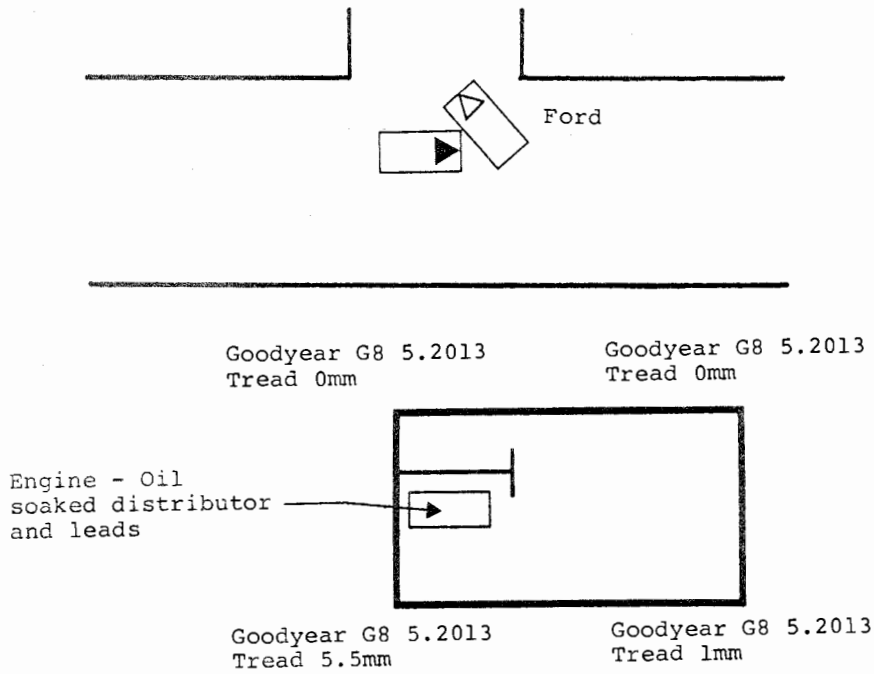 Ford
Goodyear G8 5.2013
Tread 0mm
Goodyear G8 5.2013
Tread 0mm
Engine - Oil
soaked distributor
and leads
Goodyear G8 5.2013
Tread 5.5mm
Goodyear G8 5.2013
Tread 1mm